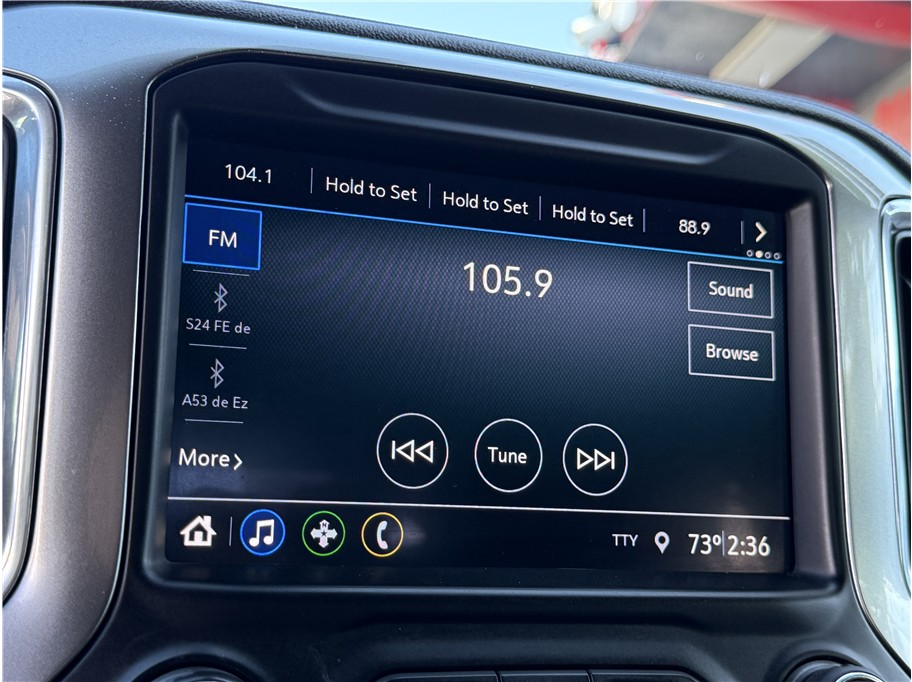 104.1
Hold to Set
Hold to Set
Hold to Set
88.9
FM
105.9
Sound
S24 FE de
Browse
A53 de Ez
More
Tune
N
TTY
73° 2:36